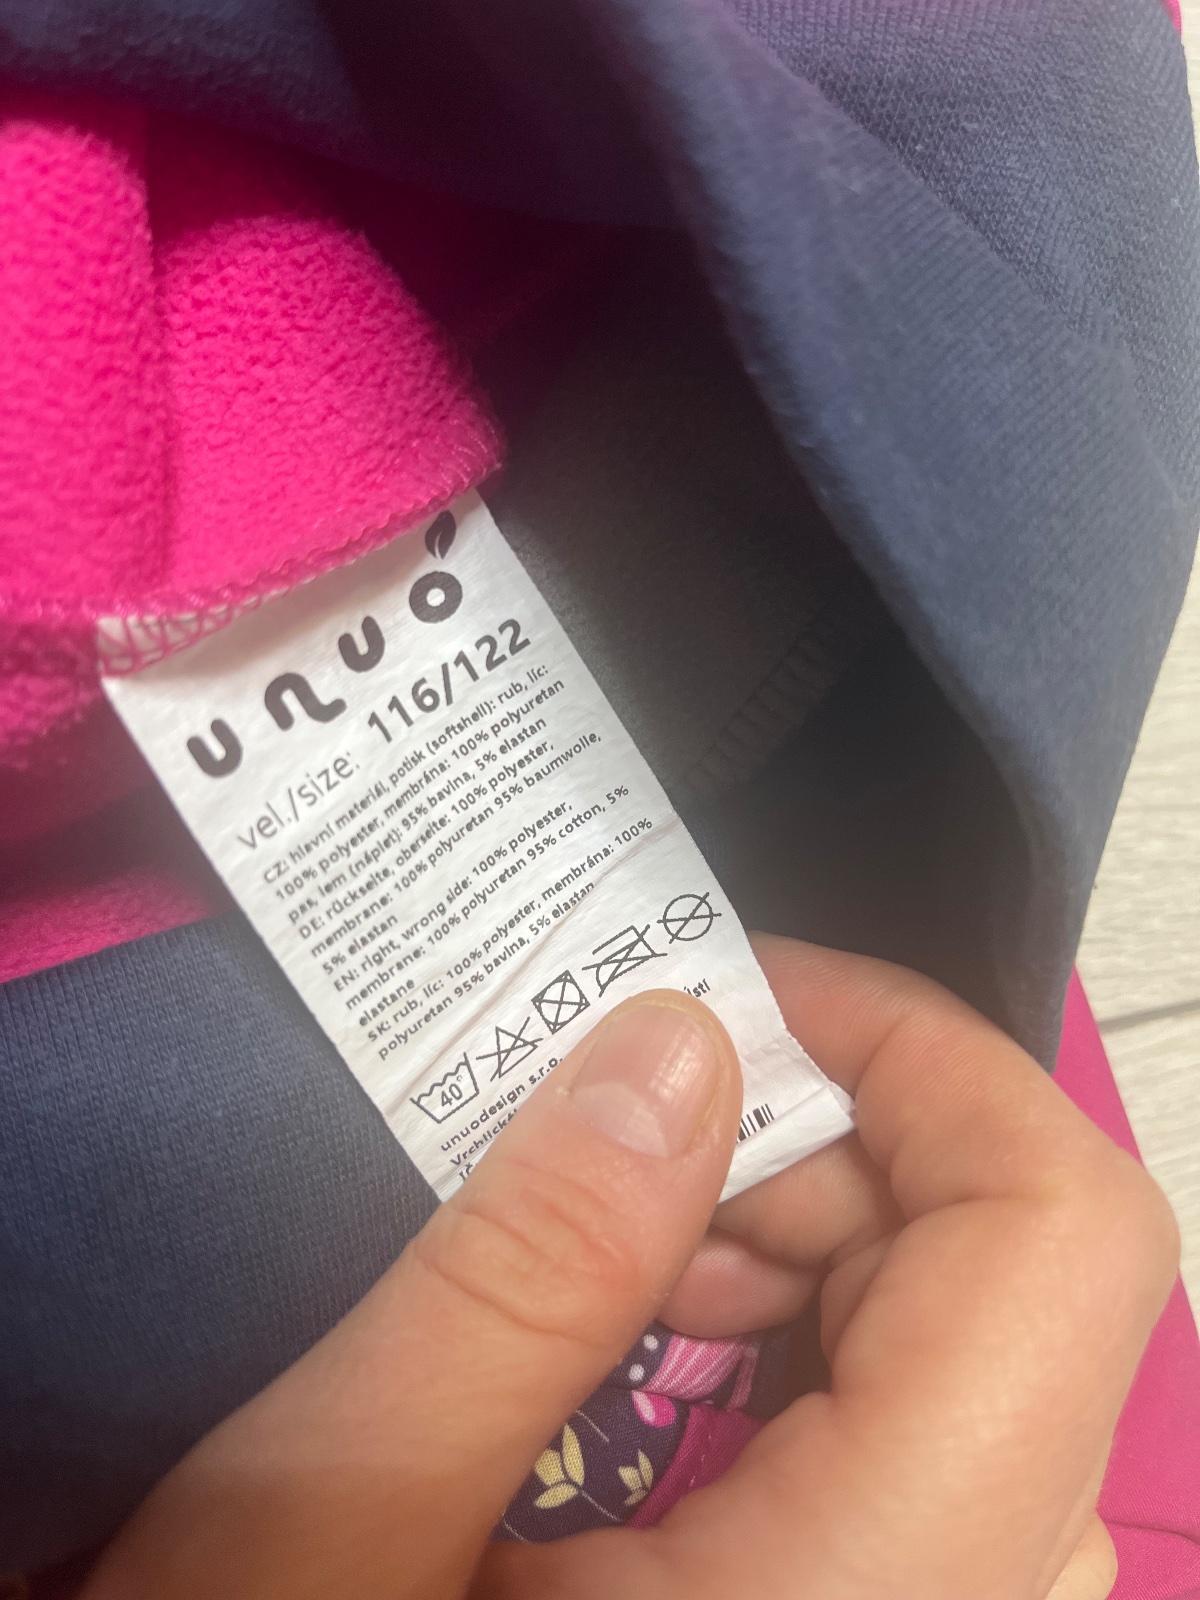 unuo
vel./size: 116/122
CZ: hlavní materiál, potisk (softshell): rub, líc:
100% polyester, membrána: 100% polyuretan
pas, lem (náplet): 95% bavlna, 5% elastan
DE: rückseite, oberseite: 100% polyester,
membrane: 100% polyuretan 95% baumwolle,
5% elastan
EN: right, wrong side: 100% polyester,
membrane: 100% polyuretan 95% cotton, 5%
elastane
SK: rub, líc: 100% polyester, membrána: 100%
polyuretan 95% bavlna, 5% elastan
40°
unuodesign s.r.o.